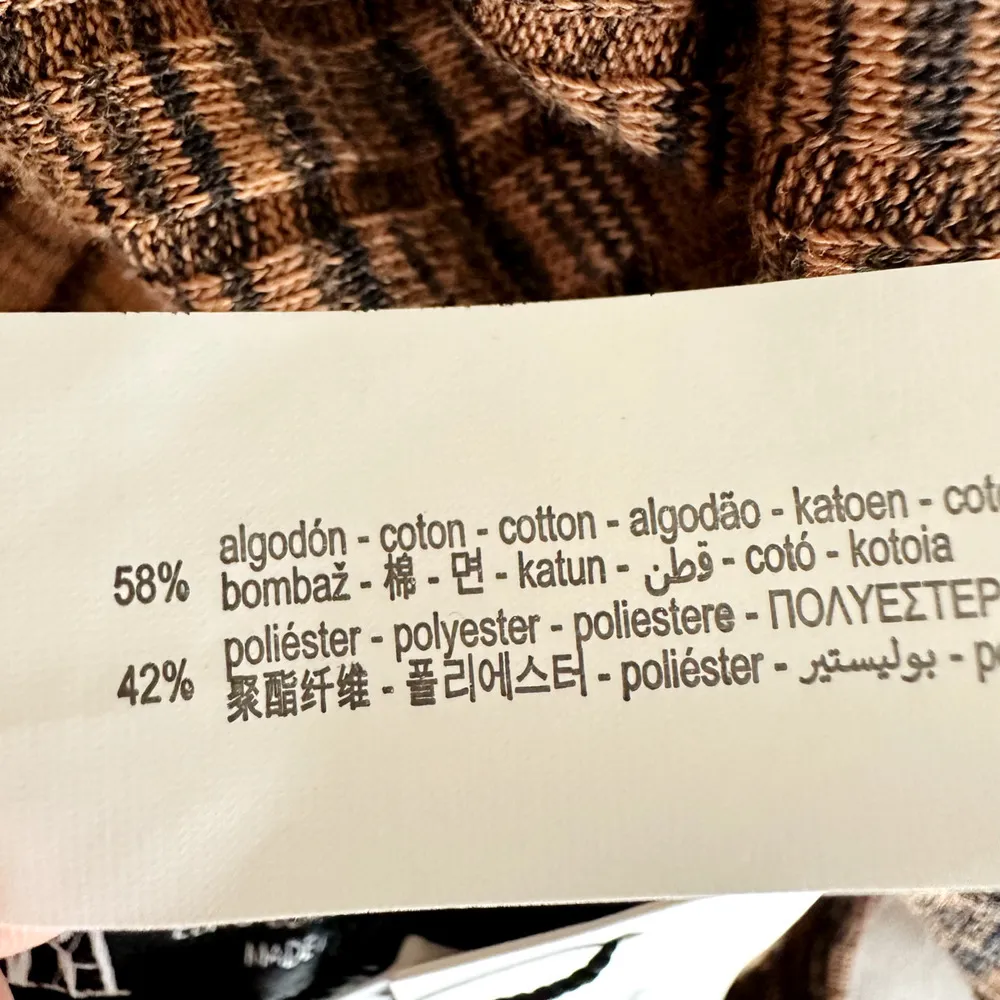 58%
algodón - coton - cotton - algodão - katoen - cot
bombaž - 棉 - 면 - katun - قطن - cotó - kotoia
42%
poliéster - polyester - poliestere - ΠΟΛΥΕΣΤΕΡ
聚酯纤维 - 폴리에스터 - poliéster - بوليستير - po
MADE